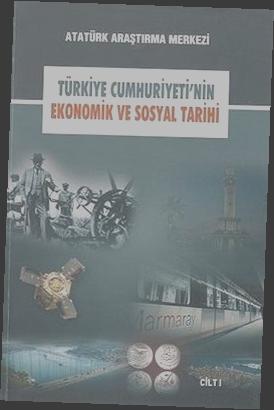 ATATÜRK ARAŞTIRMA MERKEZİ
TÜRKİYE CUMHURİYETİ'NİN
EKONOMİK VE SOSYAL TARİHİ
Marmaray
CİLT I